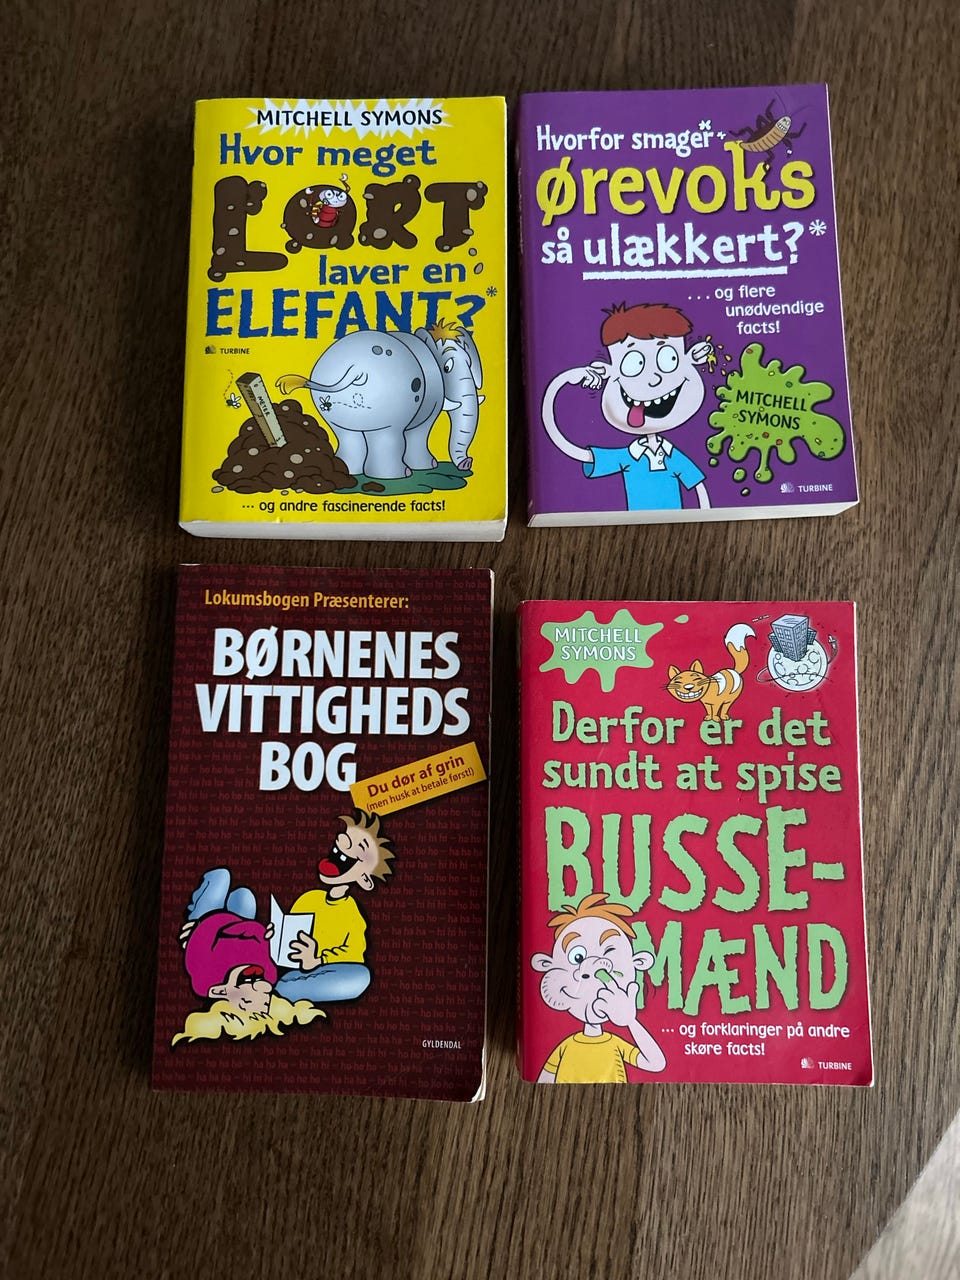 MITCHELL SYMONS
Hvor meget
LORT
laver en
ELEFANT?*
TURBINE
METER
... og andre fascinerende facts!
Hvorfor smager*
ørevoks
så ulækkert?*
... og flere
unødvendige
facts!
MITCHELL
SYMONS
TURBINE
Lokumsbogen Præsenterer:
BØRNENES
VITTIGHEDS
BOG
Du dør af grin
(men husk at betale først!)
GYLDENDAL
MITCHELL
SYMONS
Derfor er det
sundt at spise
BUSSE-
MÆND
... og forklaringer på andre
skøre facts!
TURBINE